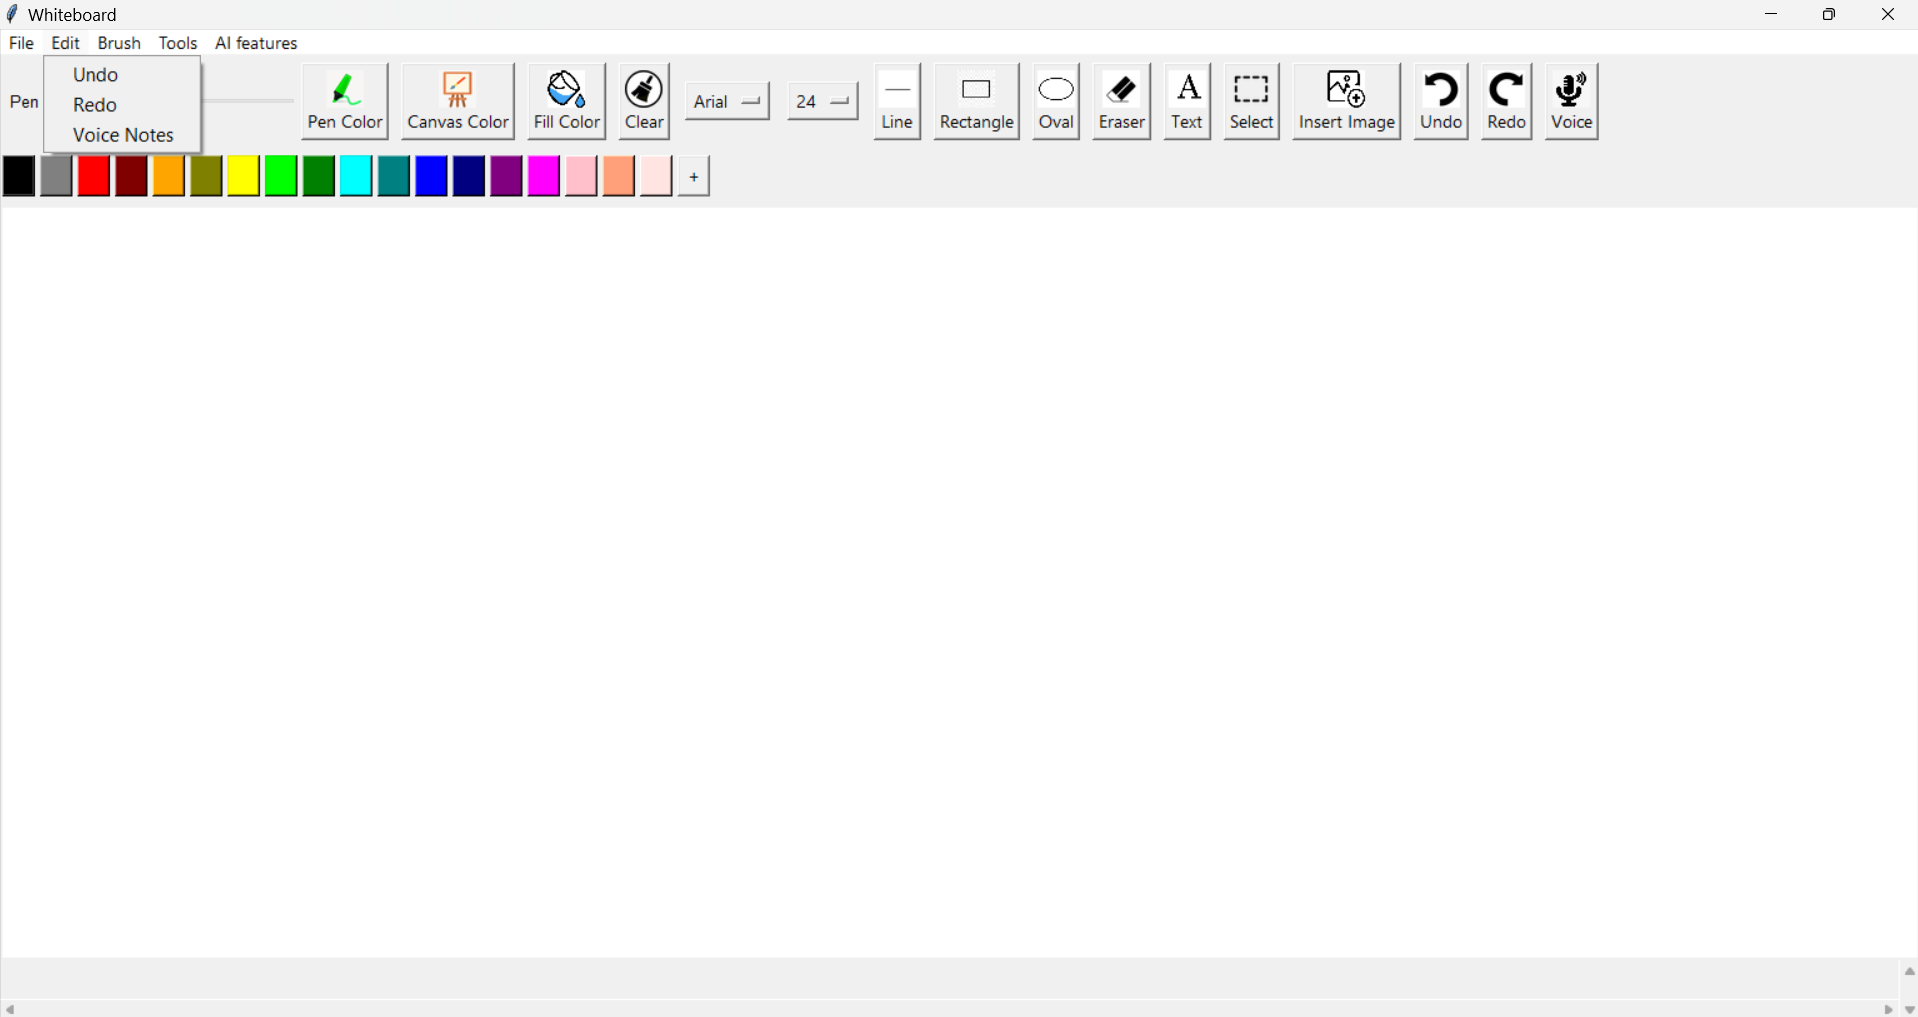 Whiteboard
File Edit Brush Tools AI features
Undo
Redo
Voice Notes
Pen
Pen Color Canvas Color Fill Color Clear Arial 24 Line Rectangle Oval Eraser Text Select Insert Image Undo Redo Voice
+